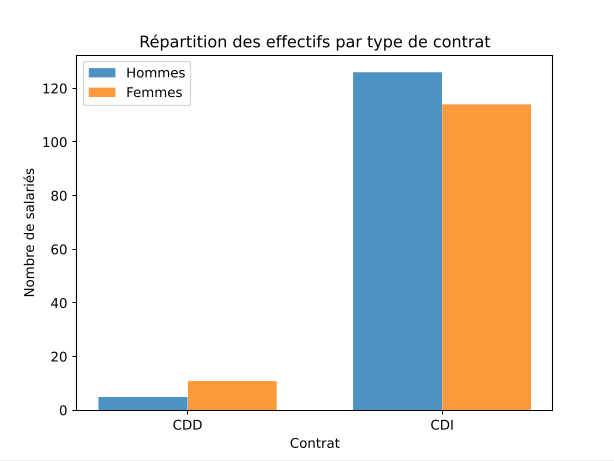 Répartition des effectifs par type de contrat
Hommes
Femmes
120
100
80
60
40
20
0
Nombre de salariés
CDD
CDI
Contrat